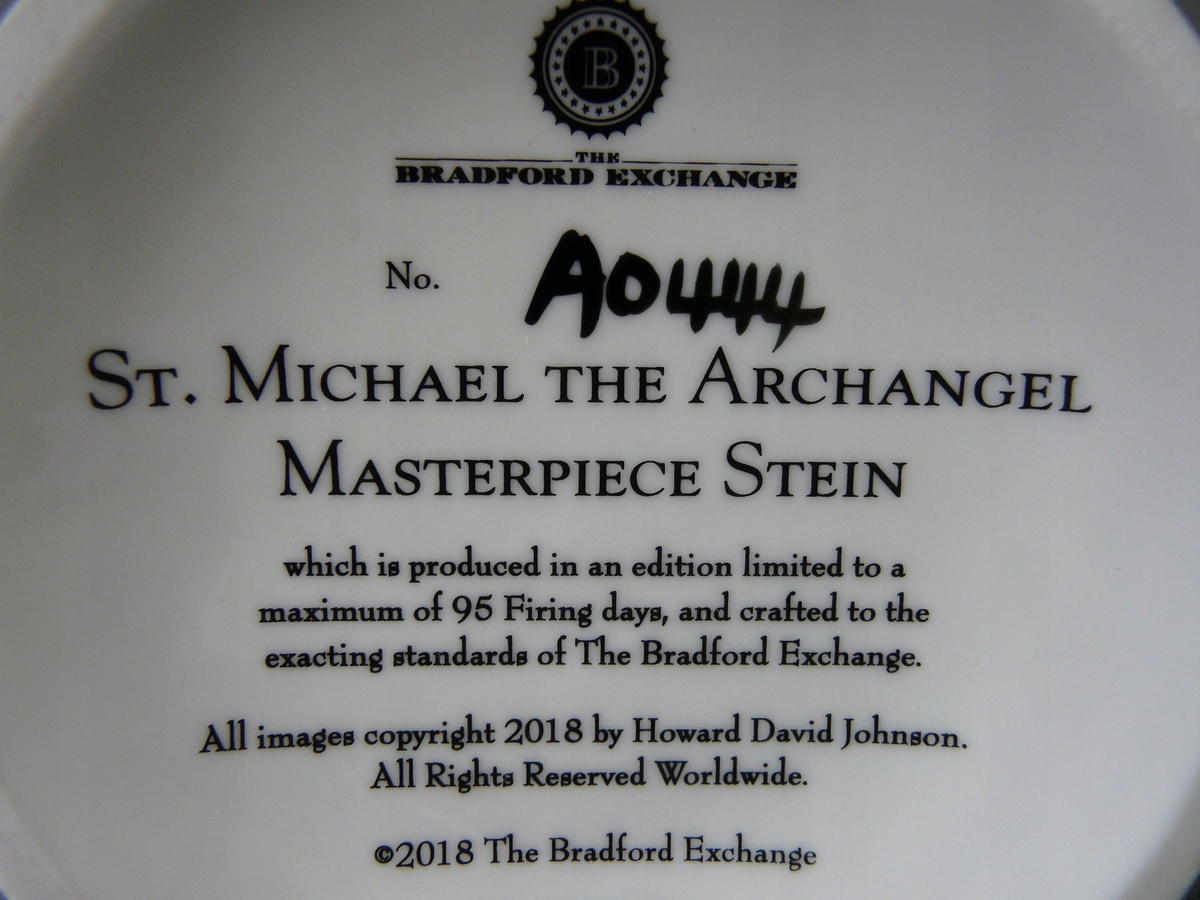 B
THE
BRADFORD EXCHANGE
No. A0444
ST. MICHAEL THE ARCHANGEL
MASTERPIECE STEIN
which is produced in an edition limited to a
maximum of 95 Firing days, and crafted to the
exacting standards of The Bradford Exchange.
All images copyright 2018 by Howard David Johnson.
All Rights Reserved Worldwide.
©2018 The Bradford Exchange